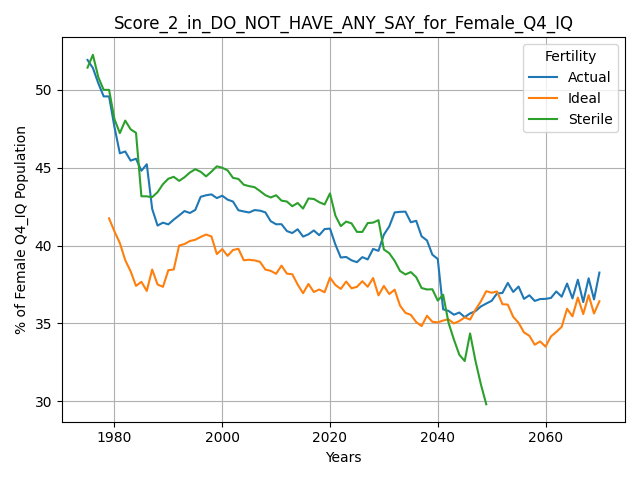 Score_2_in_DO_NOT_HAVE_ANY_SAY_for_Female_Q4_IQ
Fertility
Actual
Ideal
Sterile
% of Female Q4_IQ Population
50
45
40
35
30
1980
2000
2020
2040
2060
Years